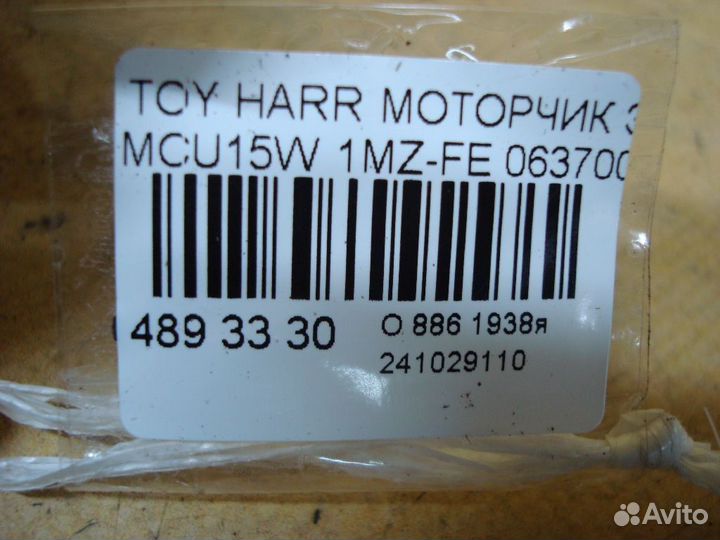 TOY HARR МОТОРЧИК З
MCU15W 1MZ-FE 063700
489 33 30
О 886 1938я
241029110
Avito